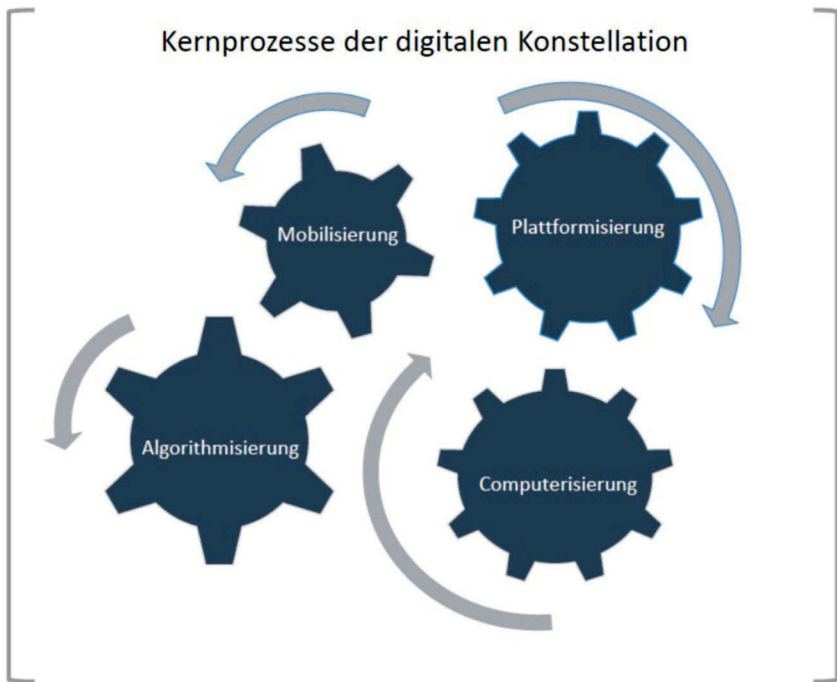 Kernprozesse der digitalen Konstellation
Mobilisierung
Plattformisierung
Algorithmisierung
Computerisierung